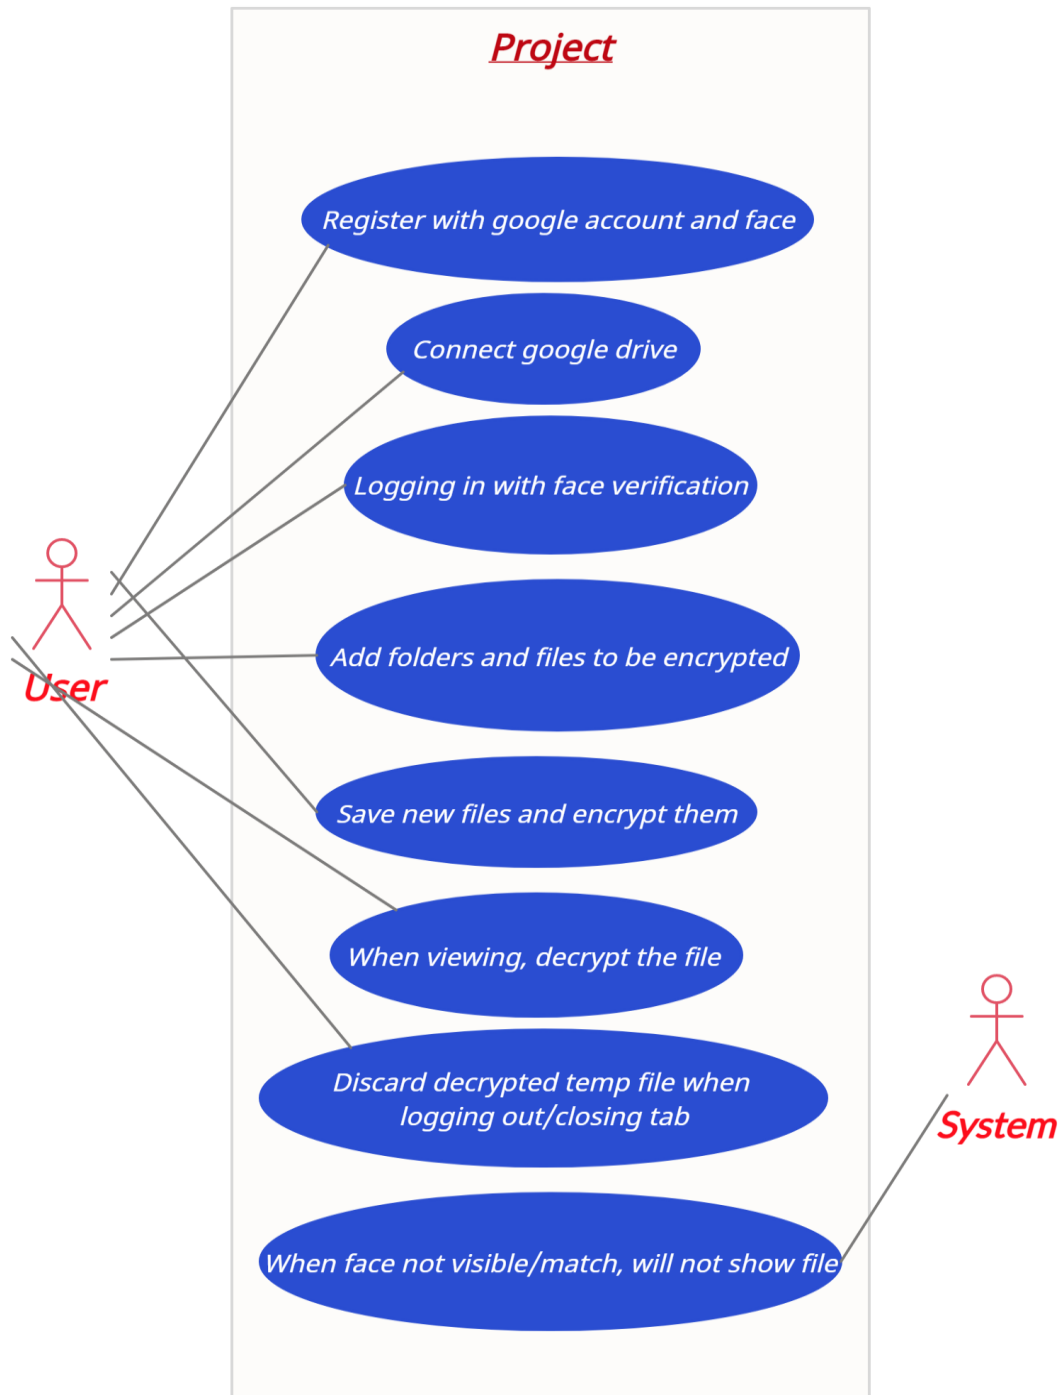 Project
Register with google account and face
Connect google drive
Logging in with face verification
User
Add folders and files to be encrypted
Save new files and encrypt them
When viewing, decrypt the file
Discard decrypted temp file when
logging out/closing tab
System
When face not visible/match, will not show file